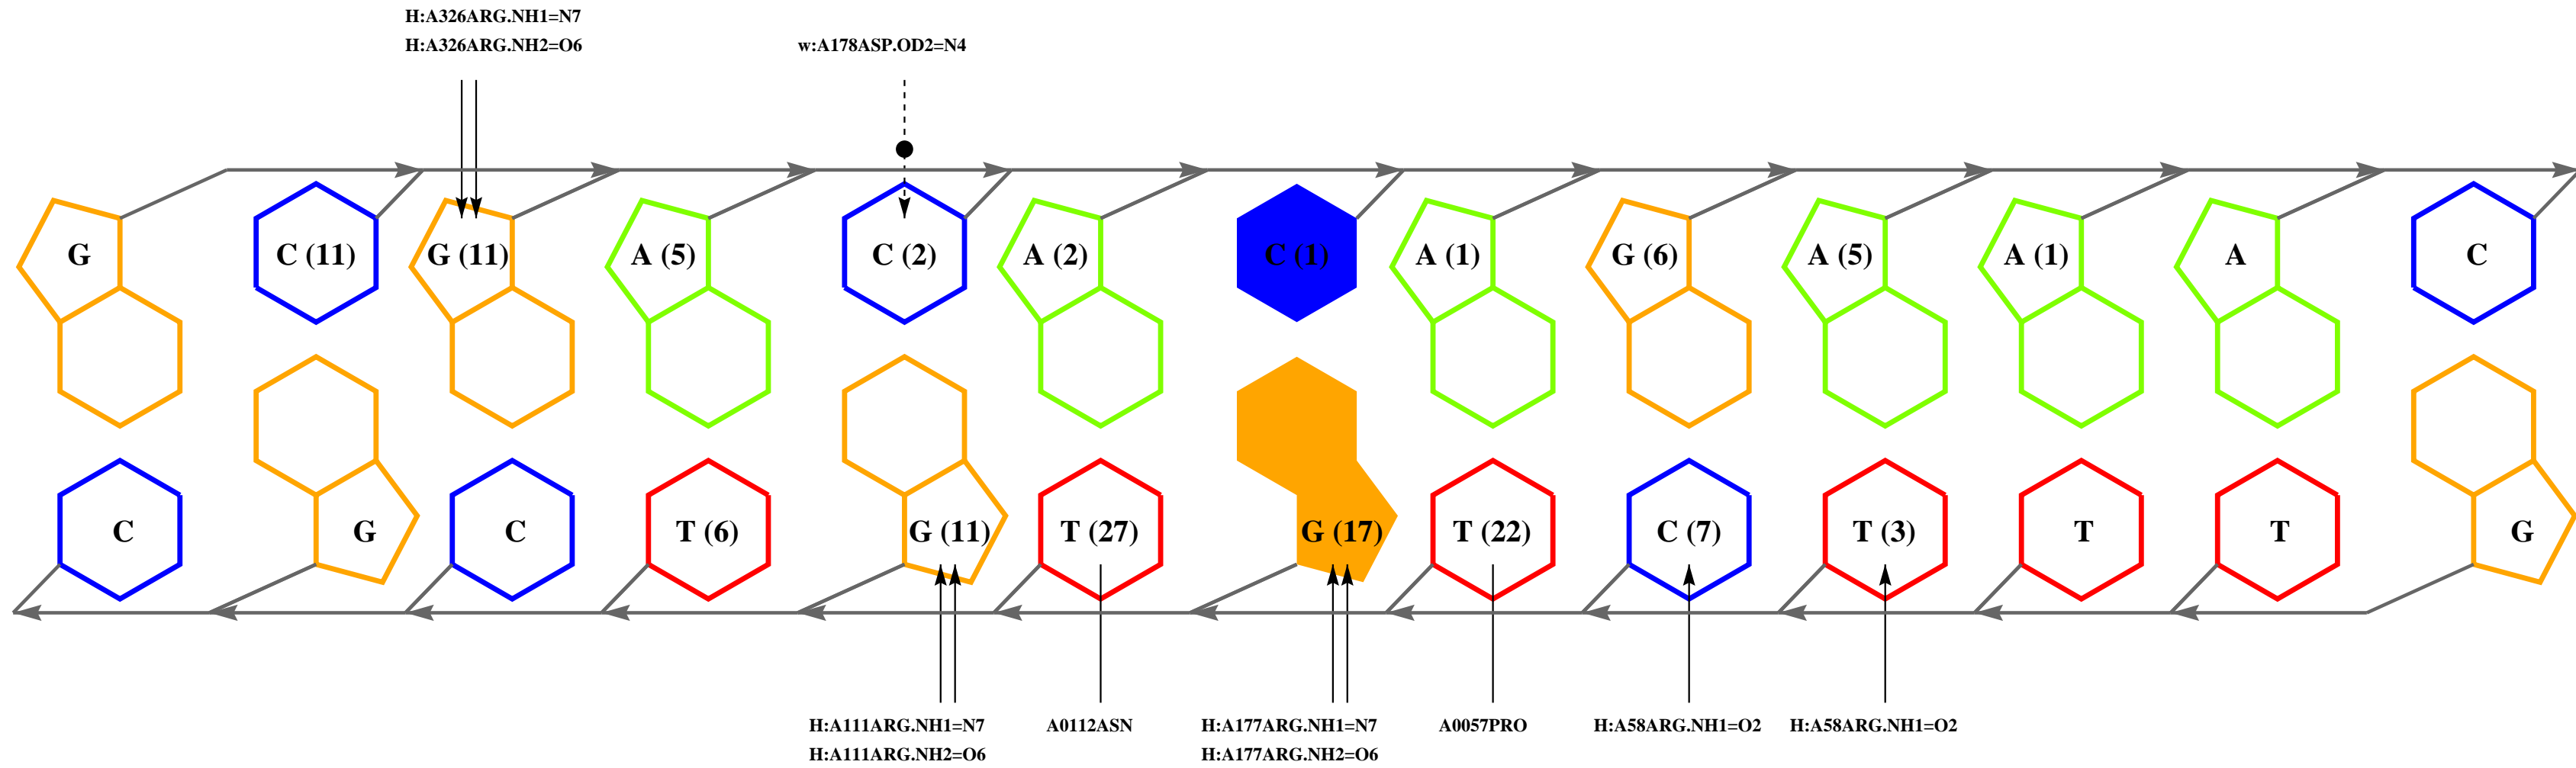 H:A326ARG.NH1=N7
H:A326ARG.NH2=O6
w:A178ASP.OD2=N4
G C (11) G (11) A (5) C (2) A (2) C (1) A (1) G (6) A (5) A (1) A C
C G C T (6) G (11) T (27) G (17) T (22) C (7) T (3) T T G
H:A111ARG.NH1=N7 A0112ASN H:A177ARG.NH1=N7 A0057PRO H:A58ARG.NH1=O2 H:A58ARG.NH1=O2
H:A111ARG.NH2=O6 H:A177ARG.NH2=O6